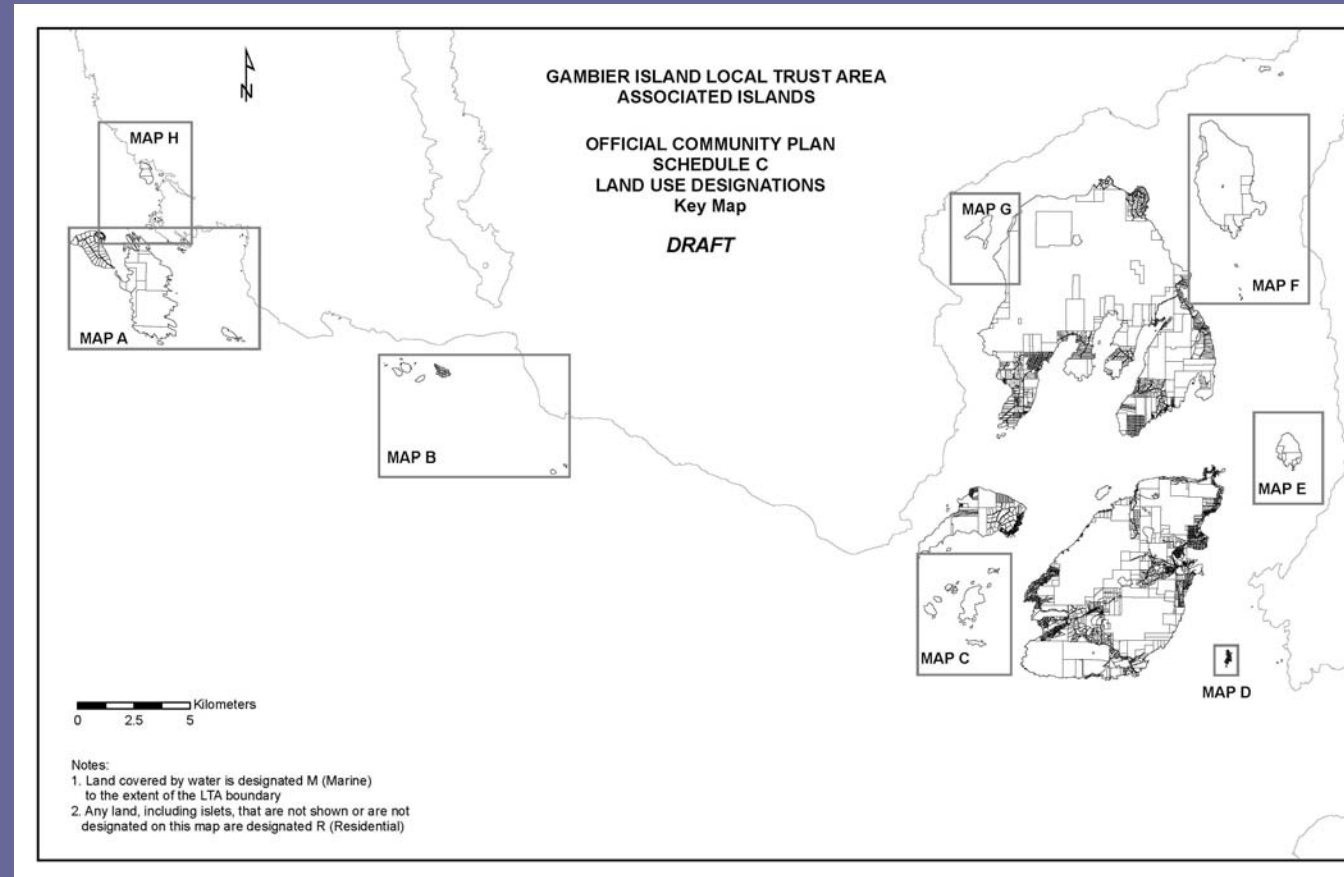 GAMBIER ISLAND LOCAL TRUST AREA
ASSOCIATED ISLANDS
OFFICIAL COMMUNITY PLAN
SCHEDULE C
LAND USE DESIGNATIONS
Key Map
DRAFT
N
MAP H
MAP A
MAP B
MAP G
MAP F
MAP E
MAP C
MAP D
Kilometers
0 2.5 5
Notes:
1. Land covered by water is designated M (Marine)
to the extent of the LTA boundary
2. Any land, including islets, that are not shown or are not
designated on this map are designated R (Residential)